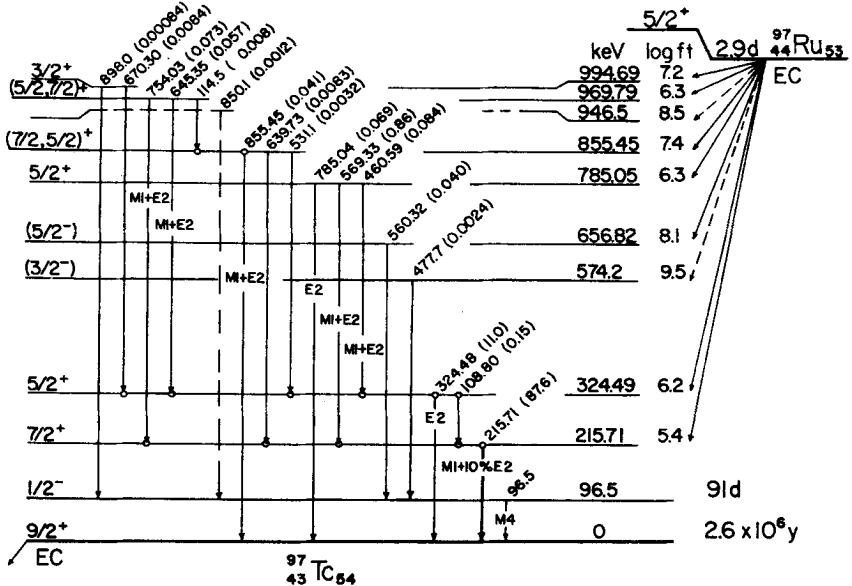 5/2⁺
2.9d ⁹⁷₄₄Ru₅₃
EC
keV log ft
898.0 (0.00084)
670.30 (0.0084)
754.03 (0.073)
645.35 (0.057)
114.5 ( 0.008)
850.1 (0.0012)
855.45 (0.041)
639.73 (0.0083)
531.1 (0.0032)
785.04 (0.069)
569.33 (0.86)
460.59 (0.084)
560.32 (0.040)
477.7 (0.0024)
324.48 (11.0)
108.80 (0.15)
215.71 (87.6)
96.5
3/2⁺ 994.69 7.2
(5/2,7/2)⁺ 969.79 6.3
946.5 8.5
(7/2,5/2)⁺ 855.45 7.4
5/2⁺ 785.05 6.3
M1+E2
M1+E2
(5/2⁻) 656.82 8.1
(3/2⁻) 574.2 9.5
M1+E2
E2
M1+E2
M1+E2
5/2⁺ 324.49 6.2
E2
7/2⁺ 215.71 5.4
M1+10%E2
1/2⁻ 96.5 91d
M4
9/2⁺ 0 2.6 x10⁶y
EC
⁹⁷₄₃Tc₅₄